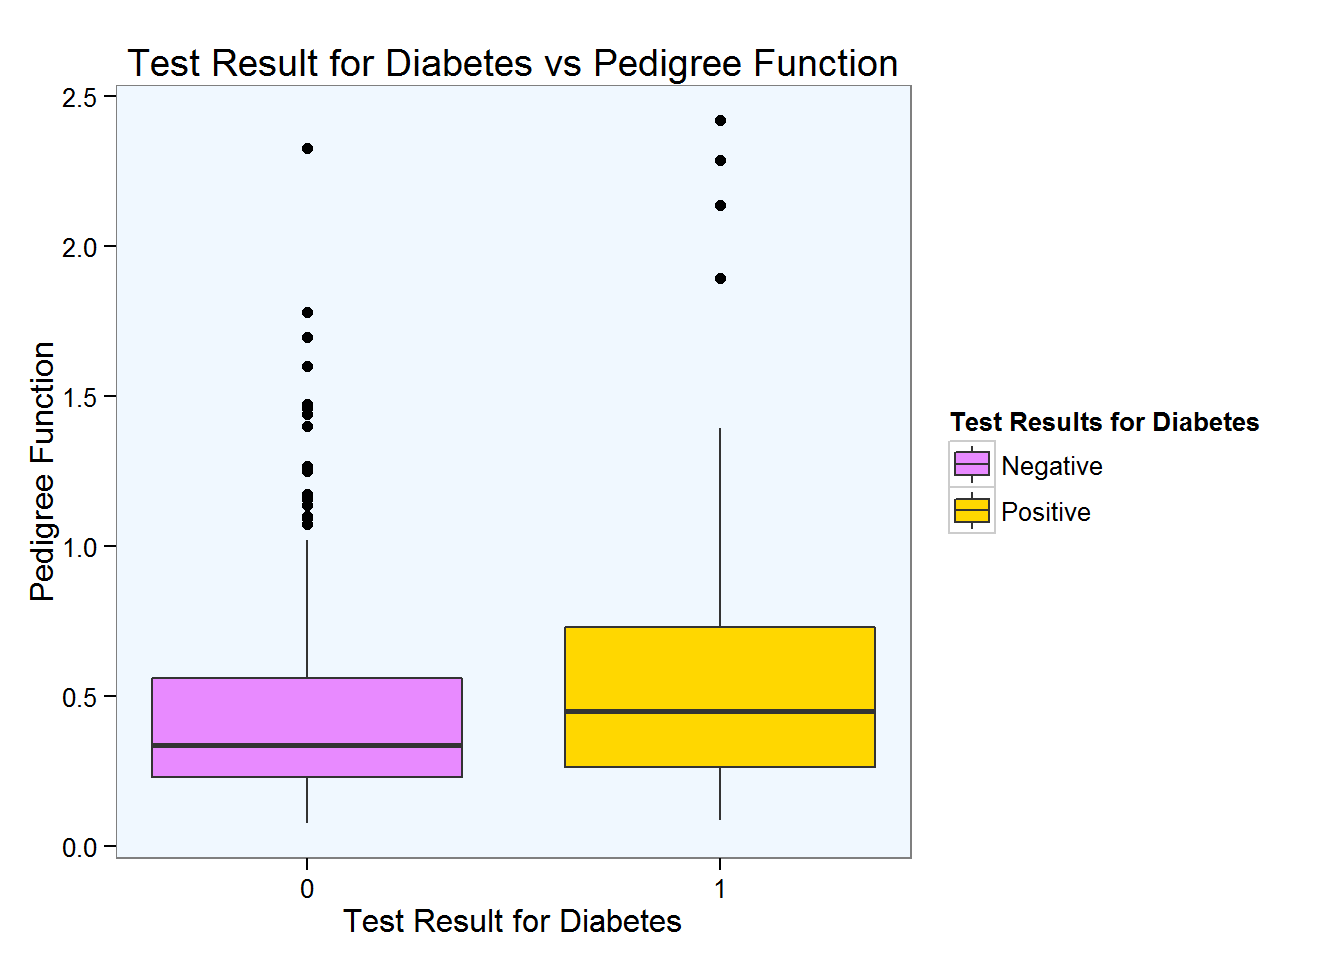 Test Result for Diabetes vs Pedigree Function
2.5
2.0
1.5
1.0
0.5
0.0
Pedigree Function
0 1
Test Result for Diabetes
Test Results for Diabetes
Negative
Positive